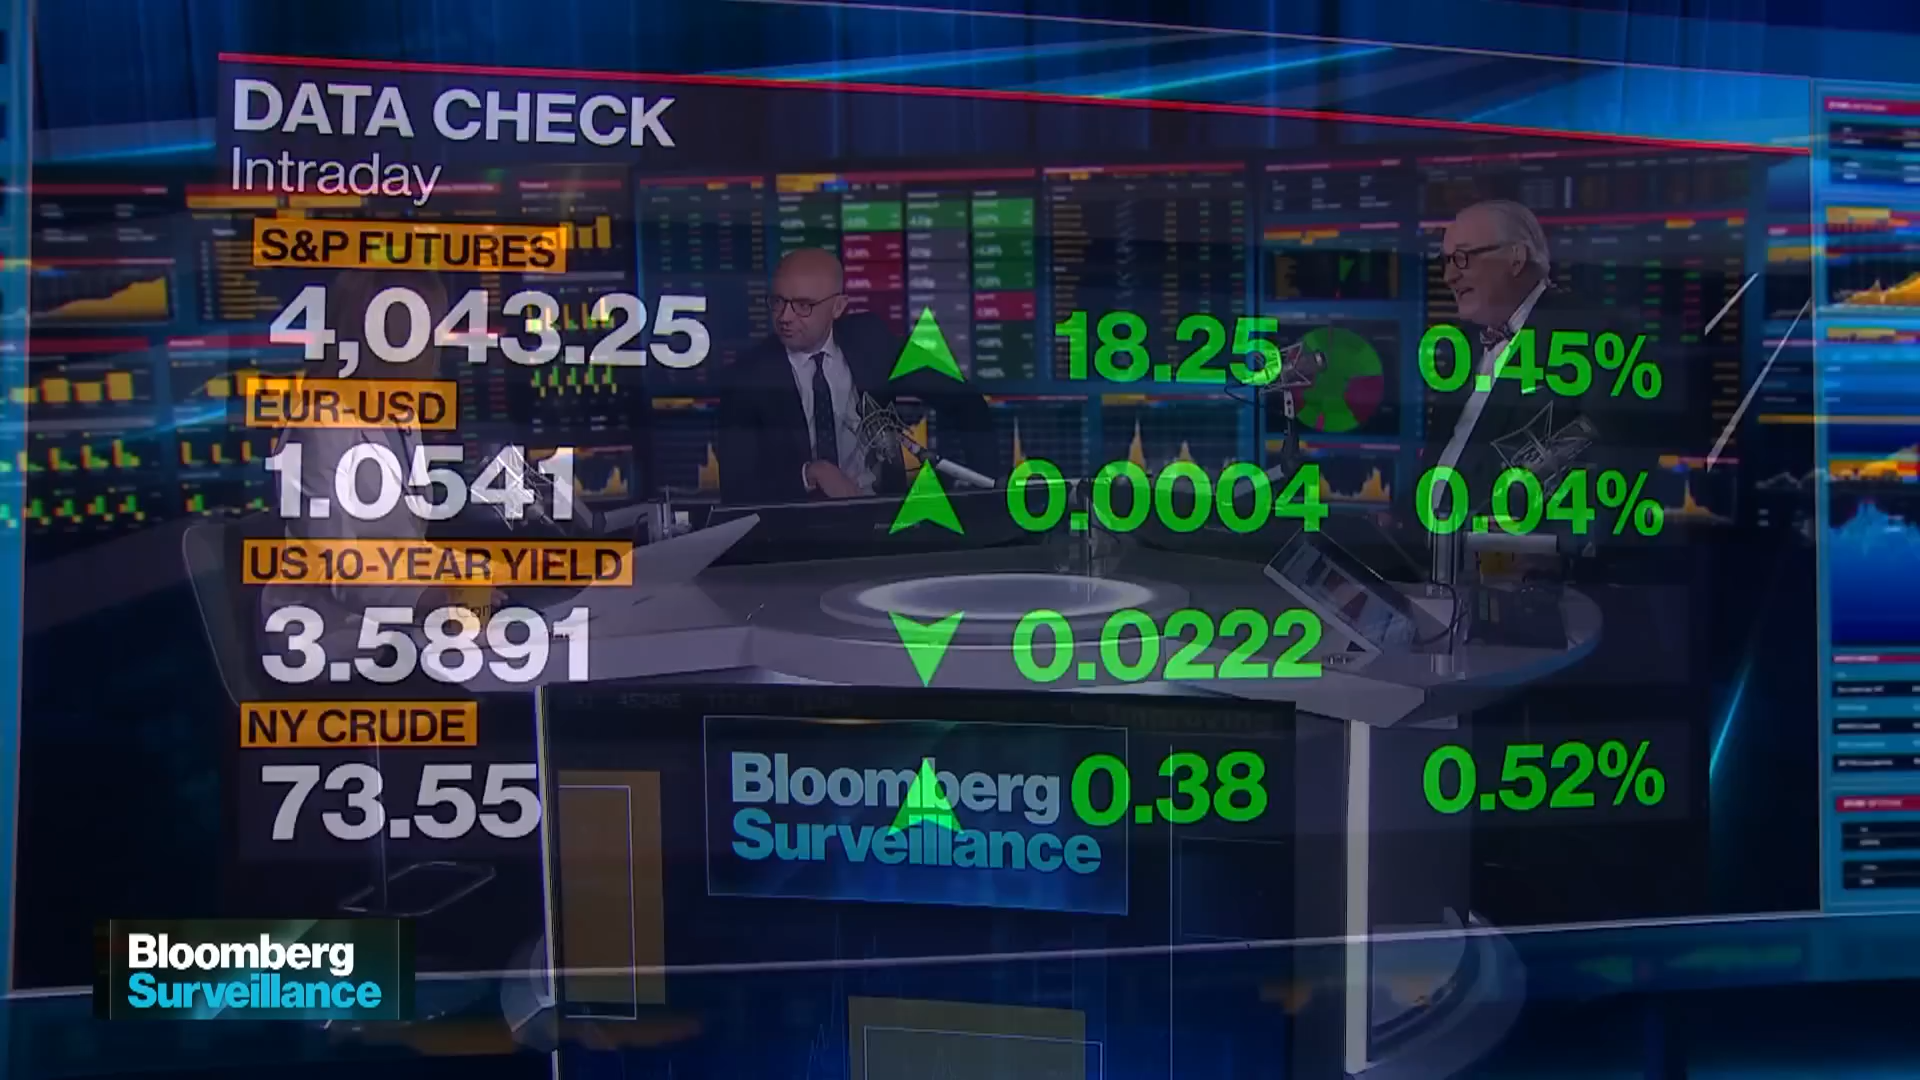 DATA CHECK
Intraday
S&P FUTURES
4,043.25 18.25 0.45%
EUR-USD
1.0541 0.0004 0.04%
US 10-YEAR YIELD
3.5891 0.0222
NY CRUDE
73.55 0.38 0.52%
Bloomberg
Surveillance
Bloomberg
Surveillance